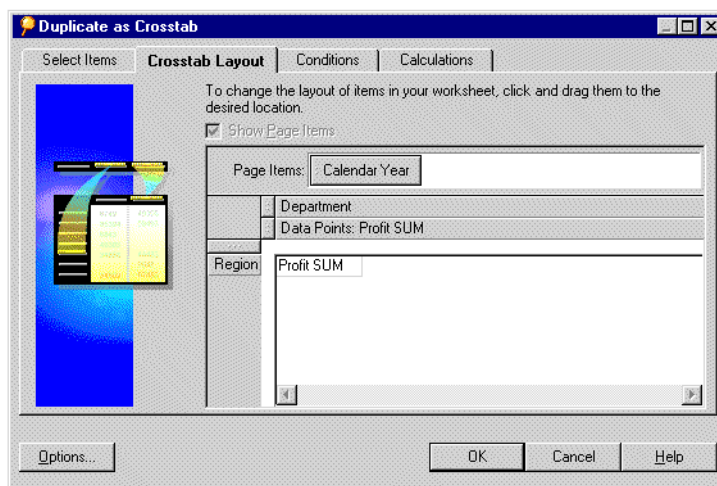 Duplicate as Crosstab
Select Items Crosstab Layout Conditions Calculations
To change the layout of items in your worksheet, click and drag them to the
desired location.
Show Page Items
Page Items: Calendar Year
Department
Data Points: Profit SUM
Region Profit SUM
Options... OK Cancel Help